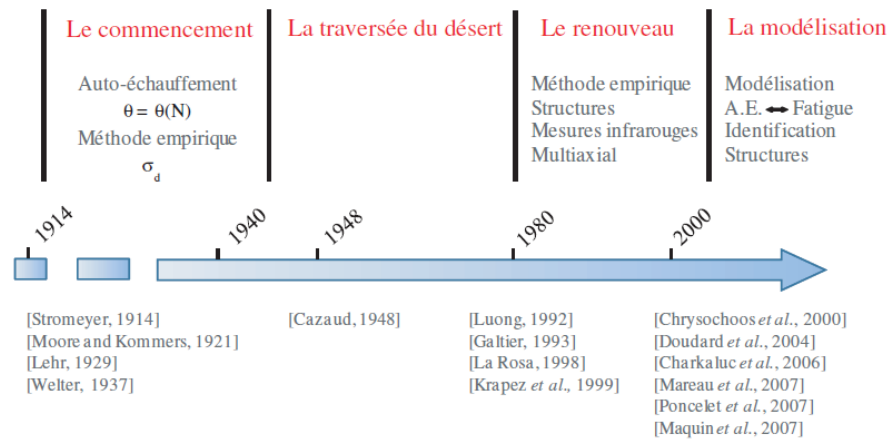 Le commencement
La traversée du désert
Le renouveau
La modélisation
Auto-échauffement
θ = θ(N)
Méthode empirique
σd
Méthode empirique
Structures
Mesures infrarouges
Multiaxial
Modélisation
A.E. ↔ Fatigue
Identification
Structures
1914
1940
1948
1980
2000
[Stromeyer, 1914]
[Moore and Kommers, 1921]
[Lehr, 1929]
[Welter, 1937]
[Cazaud, 1948]
[Luong, 1992]
[Galtier, 1993]
[La Rosa, 1998]
[Krapez et al., 1999]
[Chrysochoos et al., 2000]
[Doudard et al., 2004]
[Charkaluc et al., 2006]
[Mareau et al., 2007]
[Poncelet et al., 2007]
[Maquin et al., 2007]